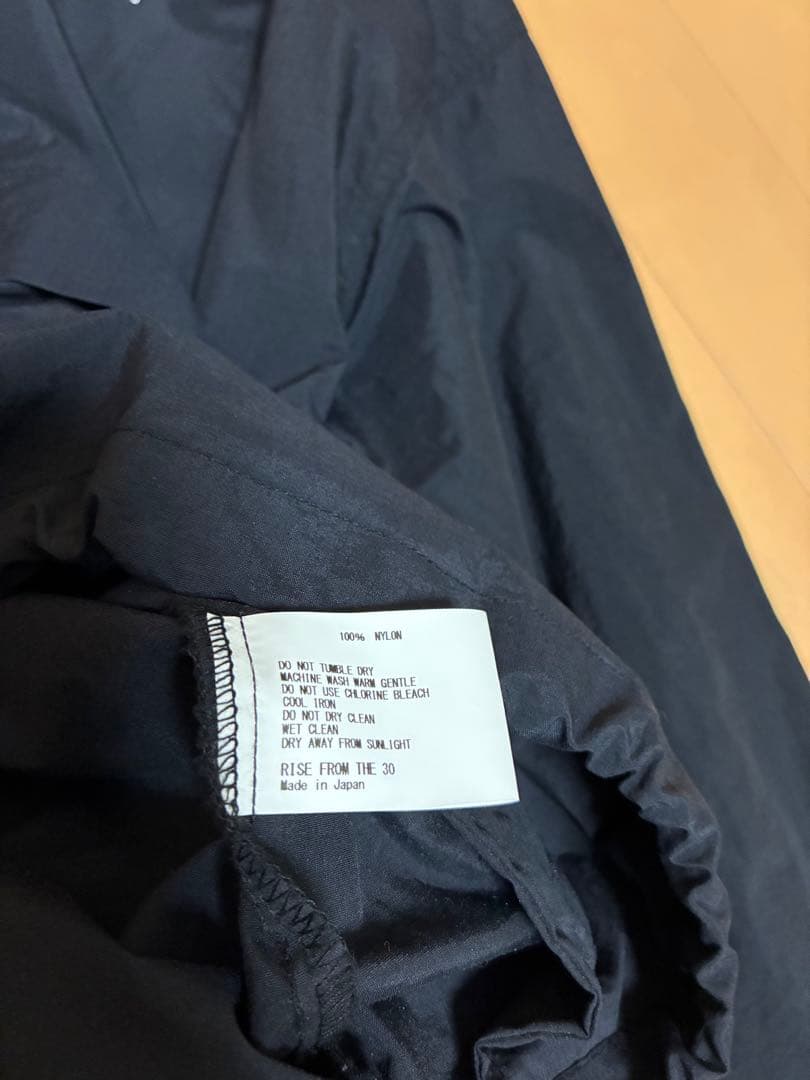 100% NYLON
DO NOT TUMBLE DRY
MACHINE WASH WARM GENTLE
DO NOT USE CHLORINE BLEACH
COOL IRON
DO NOT DRY CLEAN
WET CLEAN
DRY AWAY FROM SUNLIGHT
RISE FROM THE 30
Made in Japan